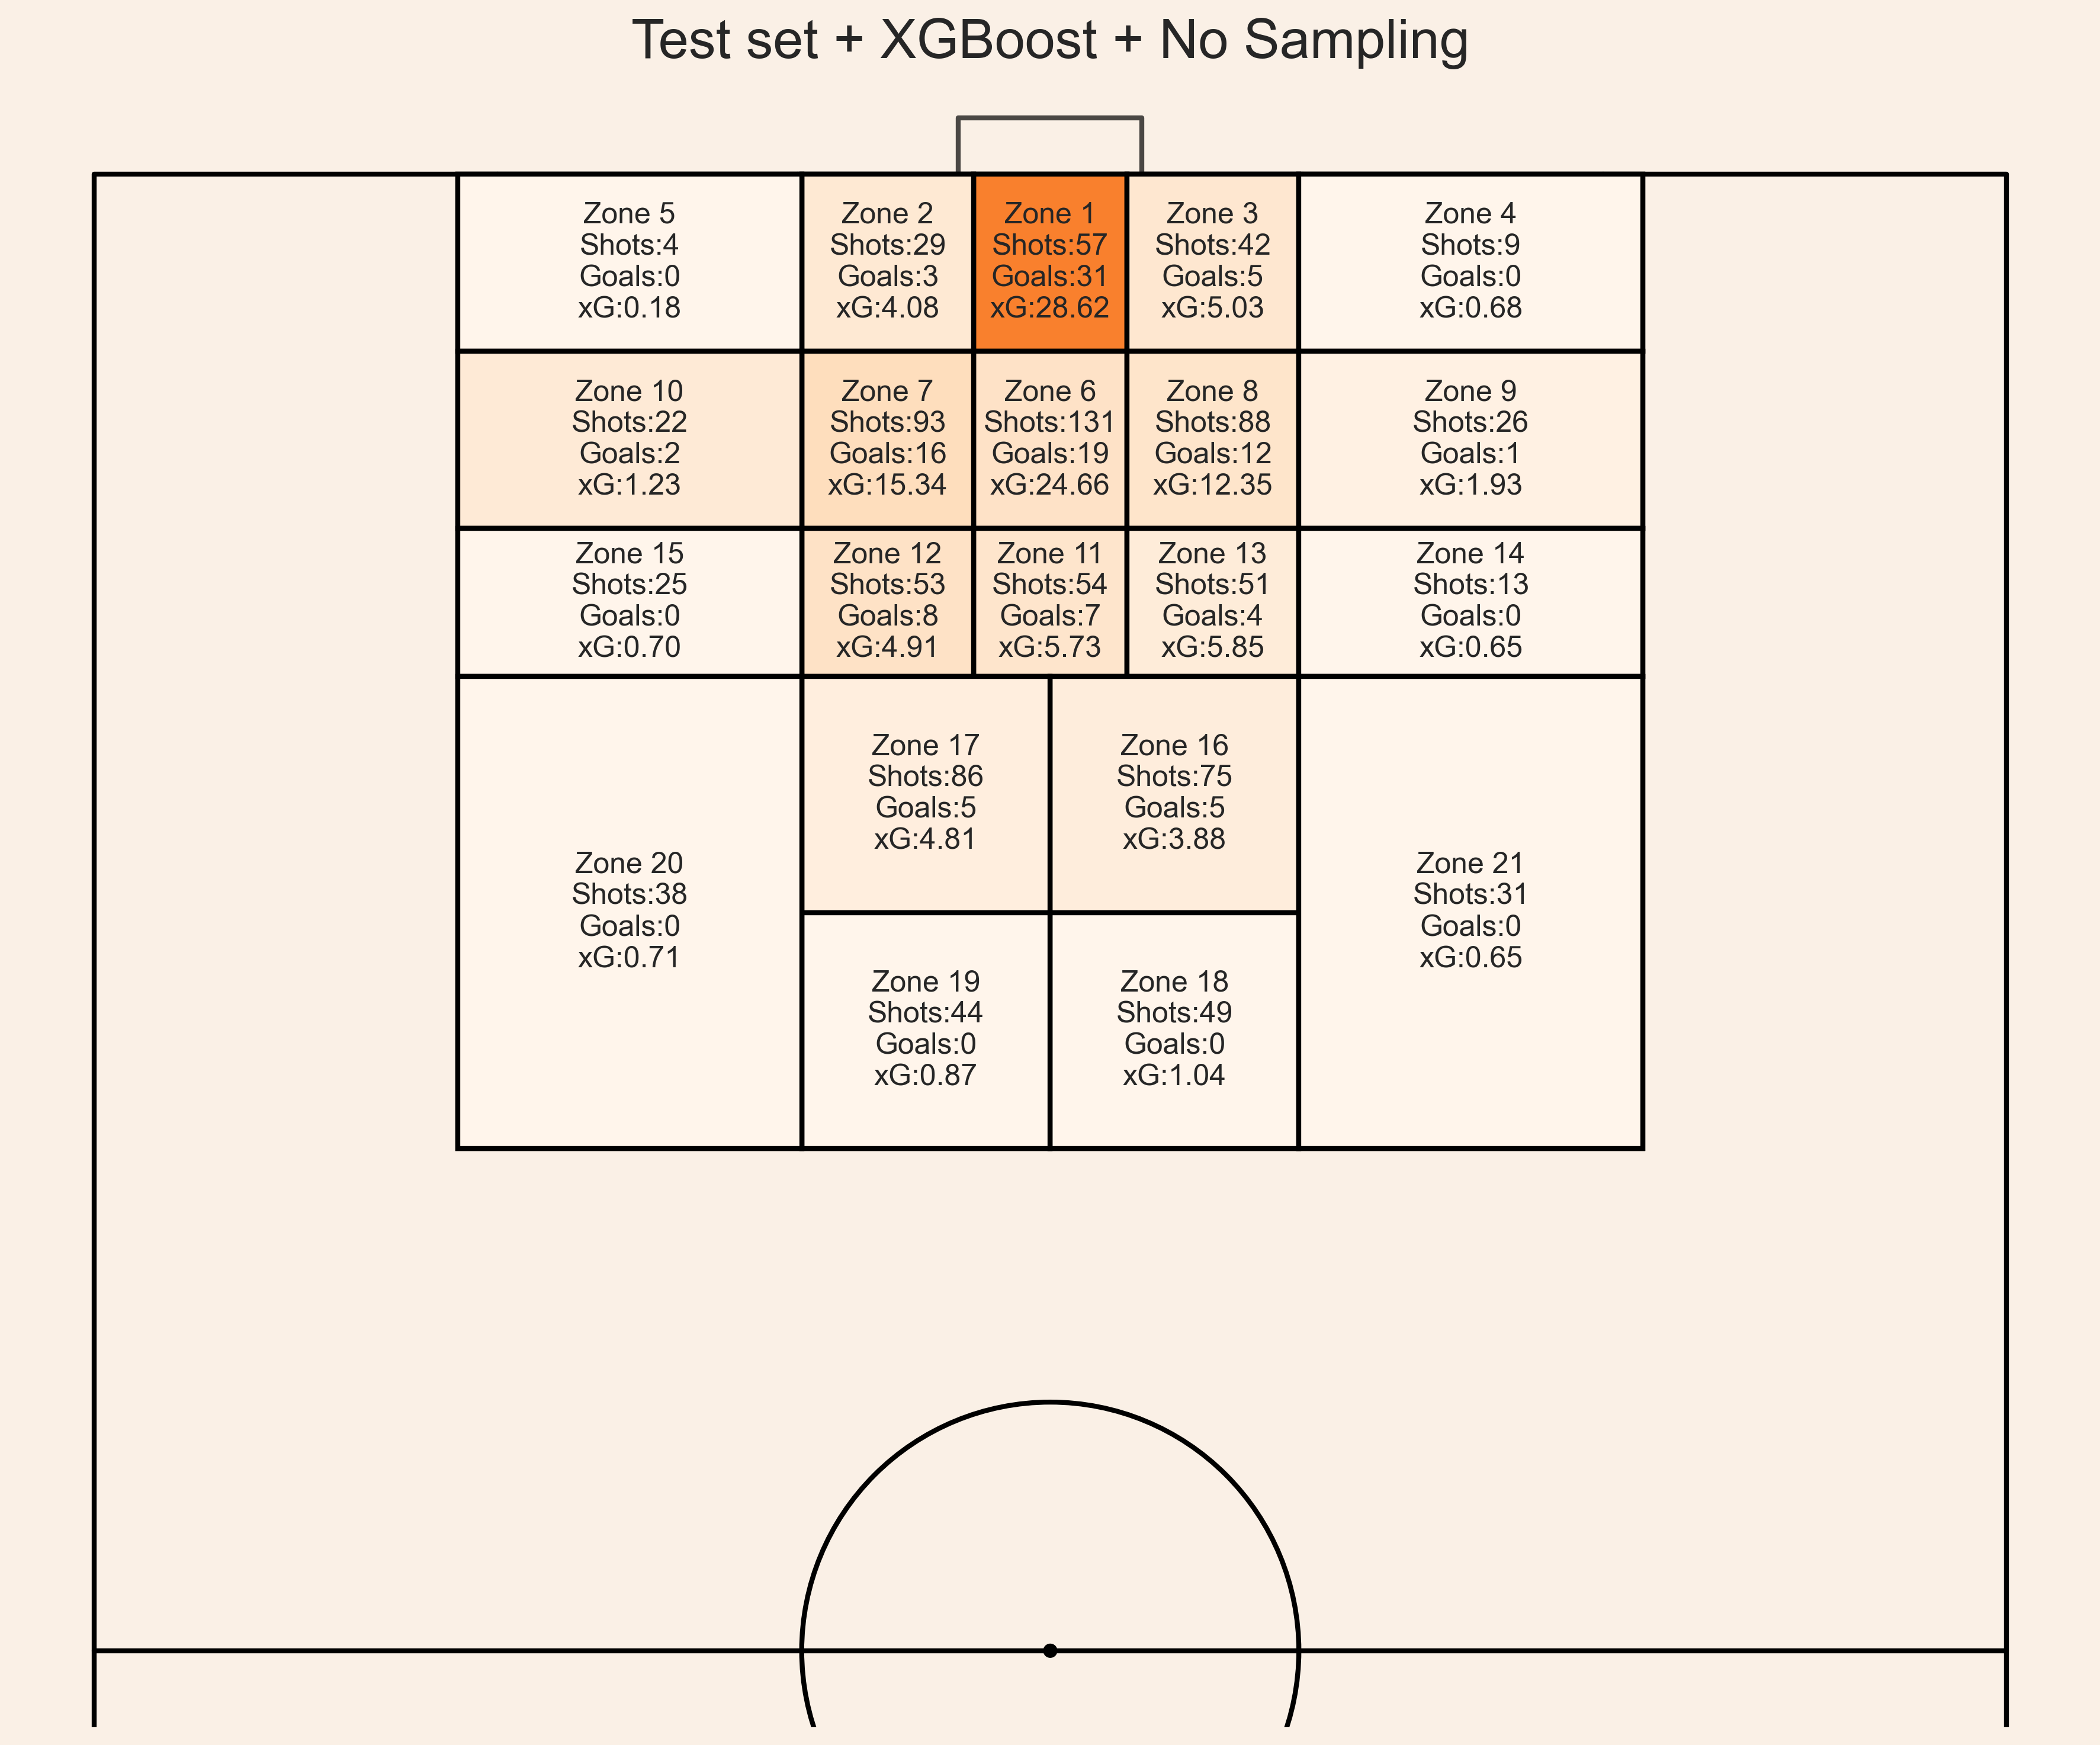 Test set + XGBoost + No Sampling
Zone 5
Shots:4
Goals:0
xG:0.18
Zone 2
Shots:29
Goals:3
xG:4.08
Zone 1
Shots:57
Goals:31
xG:28.62
Zone 3
Shots:42
Goals:5
xG:5.03
Zone 4
Shots:9
Goals:0
xG:0.68
Zone 10
Shots:22
Goals:2
xG:1.23
Zone 7
Shots:93
Goals:16
xG:15.34
Zone 6
Shots:131
Goals:19
xG:24.66
Zone 8
Shots:88
Goals:12
xG:12.35
Zone 9
Shots:26
Goals:1
xG:1.93
Zone 15
Shots:25
Goals:0
xG:0.70
Zone 12
Shots:53
Goals:8
xG:4.91
Zone 11
Shots:54
Goals:7
xG:5.73
Zone 13
Shots:51
Goals:4
xG:5.85
Zone 14
Shots:13
Goals:0
xG:0.65
Zone 17
Shots:86
Goals:5
xG:4.81
Zone 16
Shots:75
Goals:5
xG:3.88
Zone 20
Shots:38
Goals:0
xG:0.71
Zone 21
Shots:31
Goals:0
xG:0.65
Zone 19
Shots:44
Goals:0
xG:0.87
Zone 18
Shots:49
Goals:0
xG:1.04